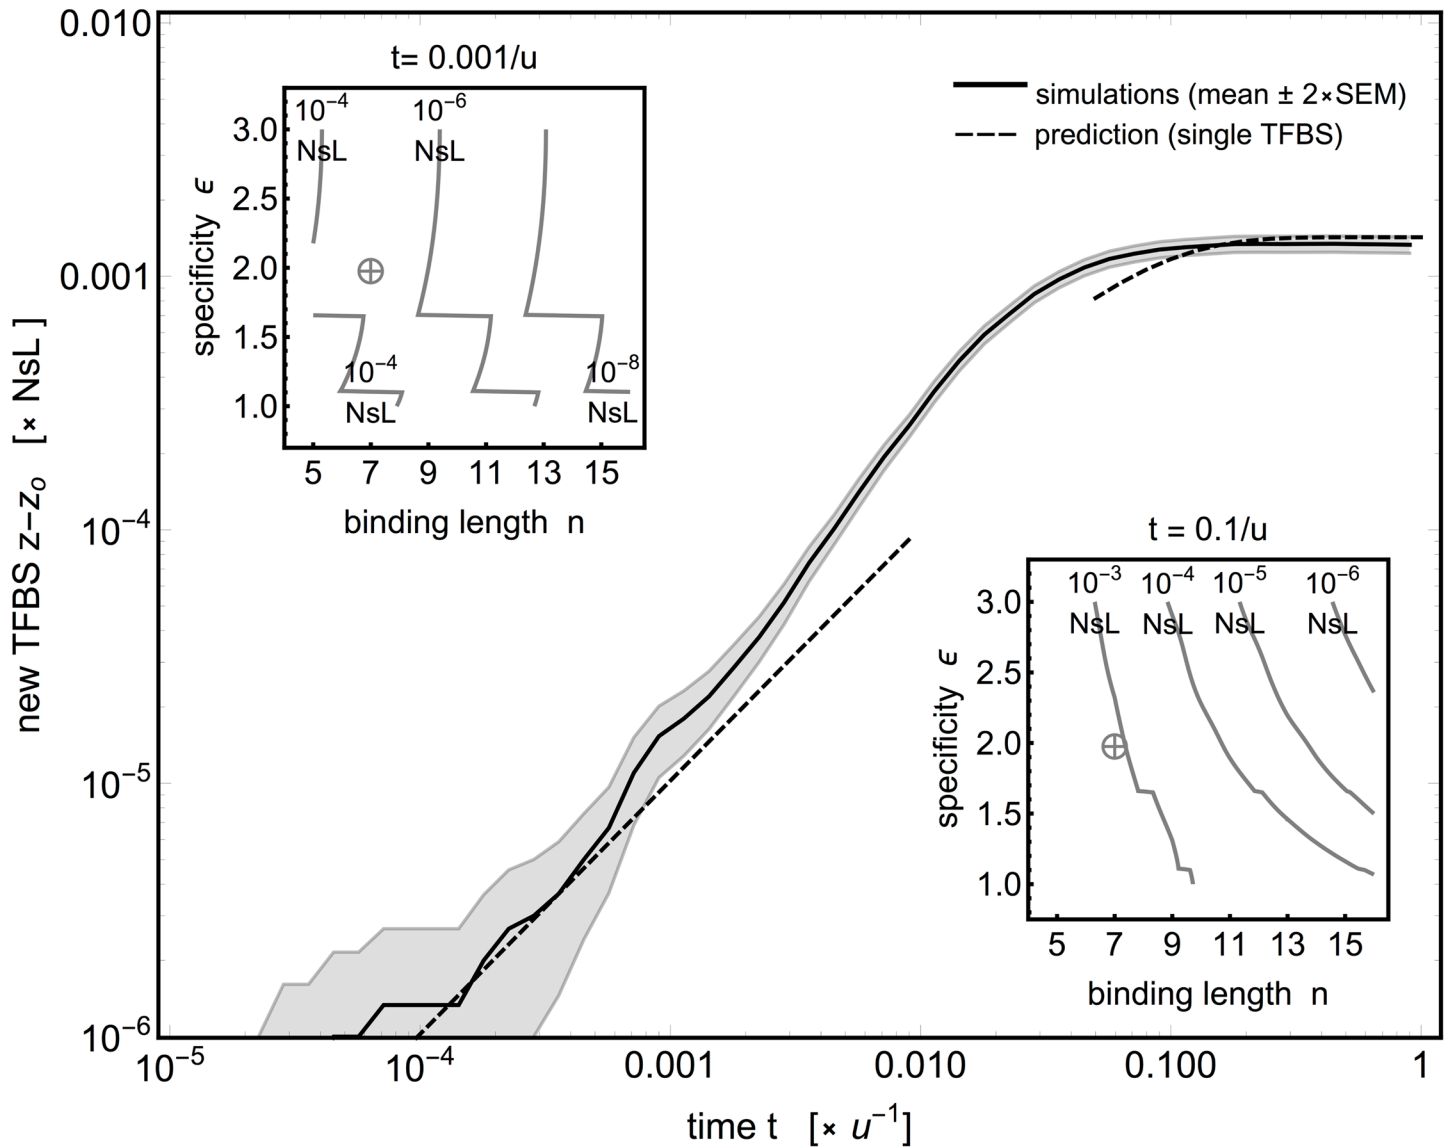 0.010
0.001
10⁻⁴
10⁻⁵
10⁻⁶
new TFBS z−zₒ [× NsL ]
10⁻⁵
10⁻⁴
0.001
0.010
0.100
1
time t [× u⁻¹]
simulations (mean ± 2×SEM)
prediction (single TFBS)
t= 0.001/u
10⁻⁴
NsL
10⁻⁶
NsL
10⁻⁴
NsL
10⁻⁸
NsL
3.0
2.5
2.0
1.5
1.0
specificity ϵ
5 7 9 11 13 15
binding length n
t = 0.1/u
10⁻³
NsL
10⁻⁴
NsL
10⁻⁵
NsL
10⁻⁶
NsL
3.0
2.5
2.0
1.5
1.0
specificity ϵ
5 7 9 11 13 15
binding length n